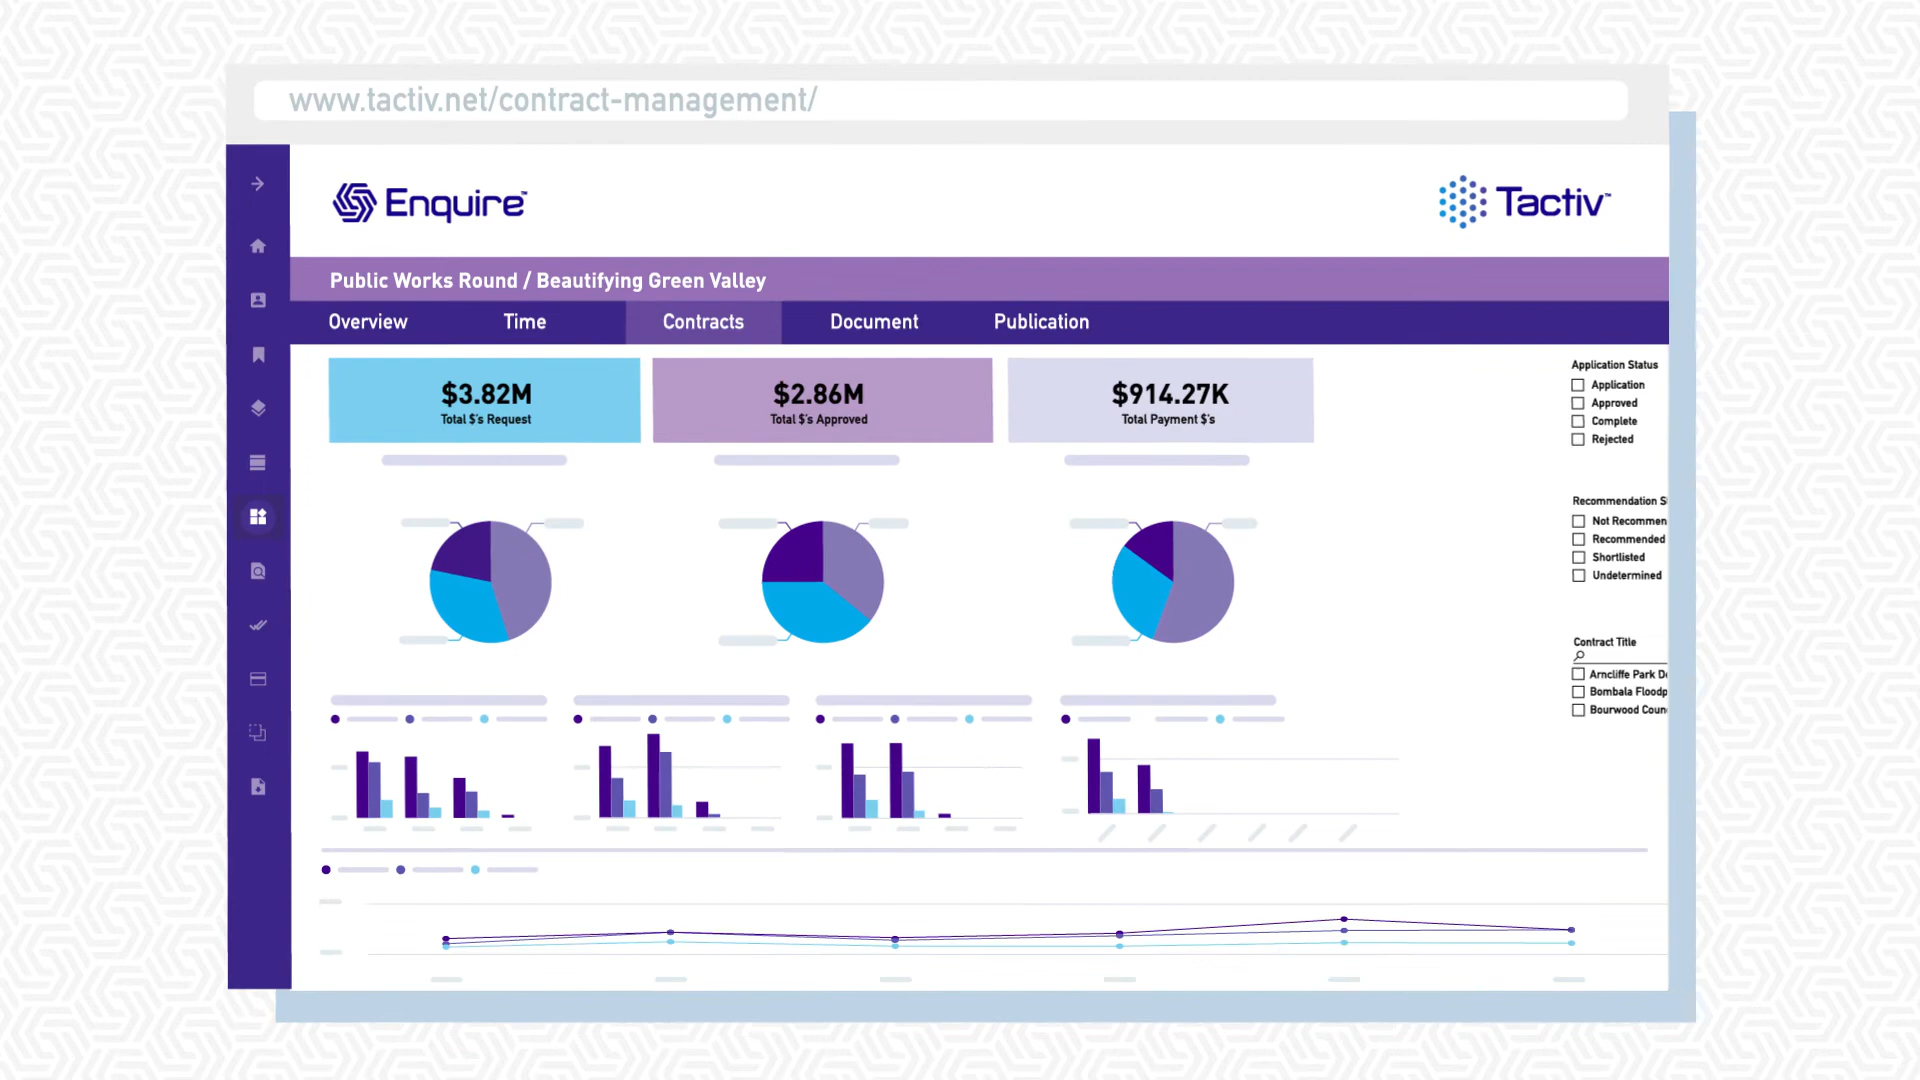 www.tactiv.net/contract-management/
Enquire™
Tactiv™
Public Works Round / Beautifying Green Valley
Overview
Time
Contracts
Document
Publication
$3.82M
Total $'s Request
$2.86M
Total $'s Approved
$914.27K
Total Payment $'s
Application Status
Application
Approved
Complete
Rejected
Recommendation S
Not Recommen
Recommended
Shortlisted
Undetermined
Contract Title
Arncliffe Park D
Bombala Floodp
Bourwood Coun